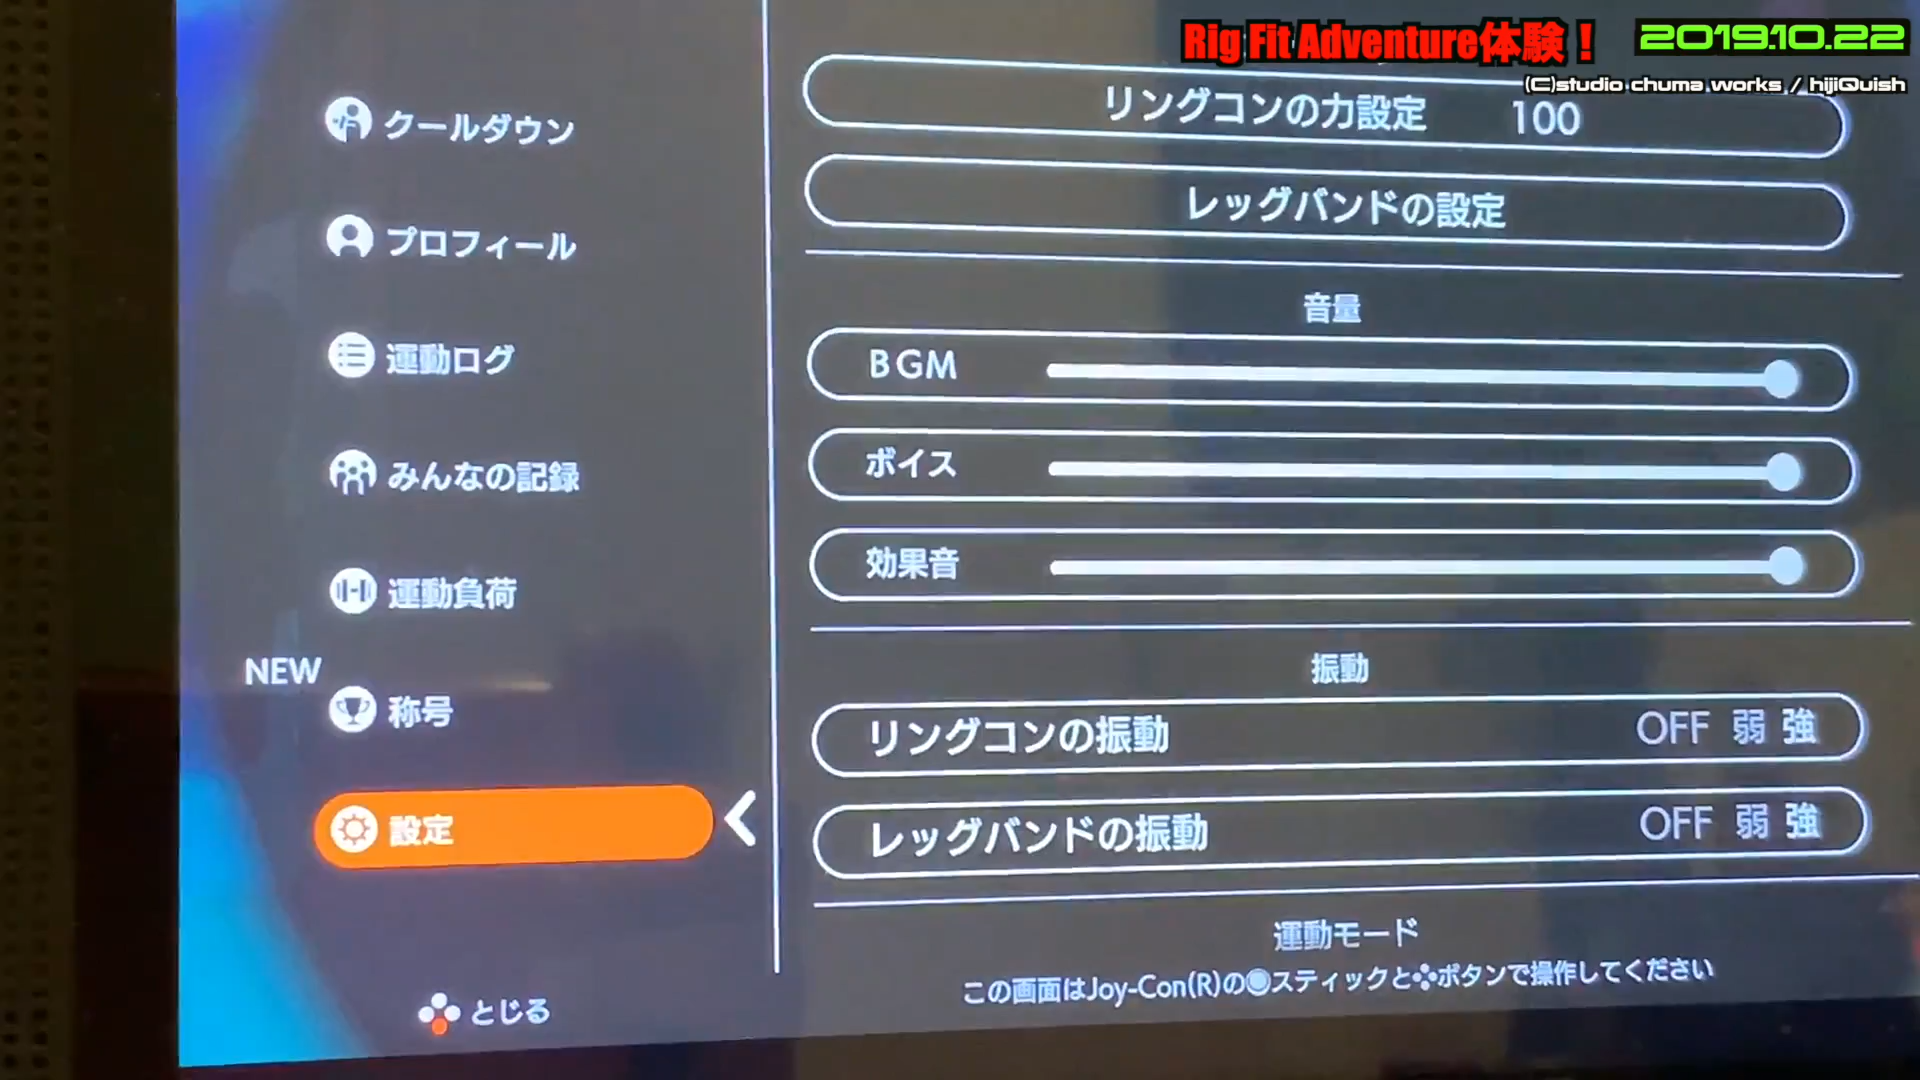 Rig Fit Adventure体験！ 2019.10.22
(C)studio chuma works / hijiQuish
クールダウン
プロフィール
運動ログ
みんなの記録
運動負荷
NEW
称号
設定
とじる
リングコンの力設定 100
レッグバンドの設定
音量
BGM
ボイス
効果音
振動
リングコンの振動 OFF 弱 強
レッグバンドの振動 OFF 弱 強
運動モード
この画面はJoy-Con(R)のスティックとボタンで操作してください